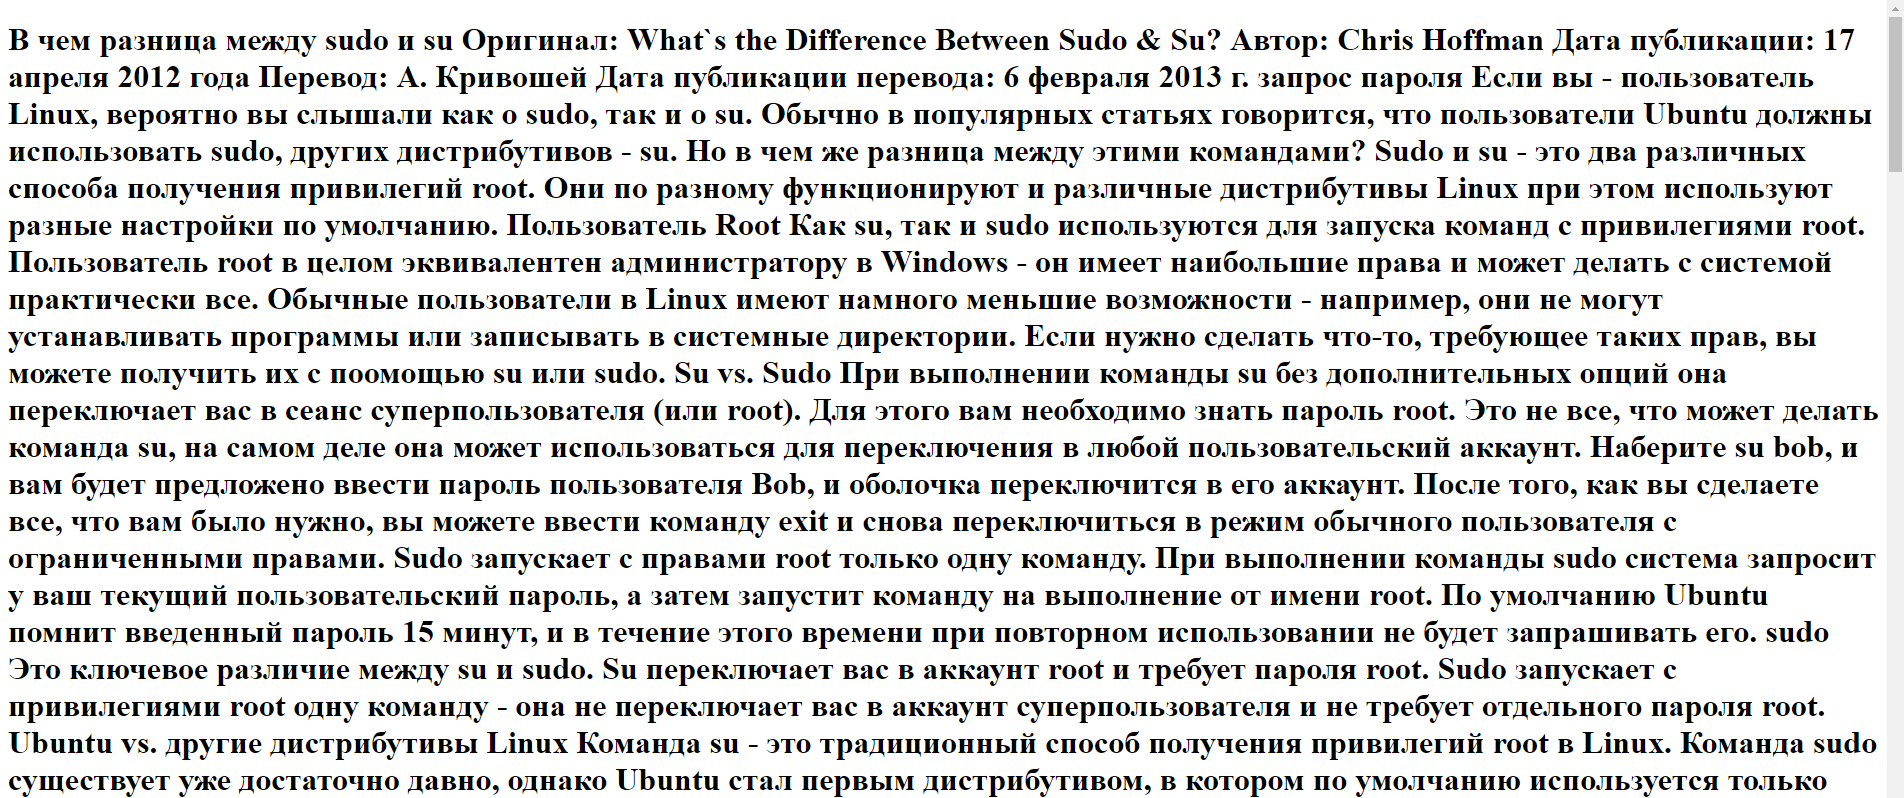 В чем разница между sudo и su Оригинал: What`s the Difference Between Sudo & Su? Автор: Chris Hoffman Дата публикации: 17
апреля 2012 года Перевод: А. Кривошей Дата публикации перевода: 6 февраля 2013 г. запрос пароля Если вы - пользователь
Linux, вероятно вы слышали как о sudo, так и о su. Обычно в популярных статьях говорится, что пользователи Ubuntu должны
использовать sudo, других дистрибутивов - su. Но в чем же разница между этими командами? Sudo и su - это два различных
способа получения привилегий root. Они по разному функционируют и различные дистрибутивы Linux при этом используют
разные настройки по умолчанию. Пользователь Root Как su, так и sudo используются для запуска команд с привилегиями root.
Пользователь root в целом эквивалентен администратору в Windows - он имеет наибольшие права и может делать с системой
практически все. Обычные пользователи в Linux имеют намного меньшие возможности - например, они не могут
устанавливать программы или записывать в системные директории. Если нужно сделать что-то, требующее таких прав, вы
можете получить их с поомощью su или sudo. Su vs. Sudo При выполнении команды su без дополнительных опций она
переключает вас в сеанс суперпользователя (или root). Для этого вам необходимо знать пароль root. Это не все, что может делать
команда su, на самом деле она может использоваться для переключения в любой пользовательский аккаунт. Наберите su bob, и
вам будет предложено ввести пароль пользователя Bob, и оболочка переключится в его аккаунт. После того, как вы сделаете
все, что вам было нужно, вы можете ввести команду exit и снова переключиться в режим обычного пользователя с
ограниченными правами. Sudo запускает с правами root только одну команду. При выполнении команды sudo система запросит
у ваш текущий пользовательский пароль, а затем запустит команду на выполнение от имени root. По умолчанию Ubuntu
помнит введенный пароль 15 минут, и в течение этого времени при повторном использовании не будет запрашивать его. sudo
Это ключевое различие между su и sudo. Su переключает вас в аккаунт root и требует пароля root. Sudo запускает с
привилегиями root одну команду - она не переключает вас в аккаунт суперпользователя и не требует отдельного пароля root.
Ubuntu vs. другие дистрибутивы Linux Команда su - это традиционный способ получения привилегий root в Linux. Команда sudo
существует уже достаточно давно, однако Ubuntu стал первым дистрибутивом, в котором по умолчанию используется только